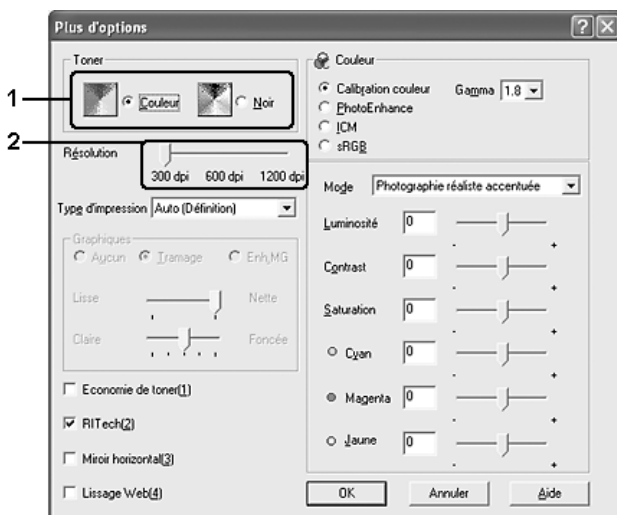 Plus d'options
Toner
1
Couleur
Noir
2
Résolution
300 dpi 600 dpi 1200 dpi
Type d'impression Auto (Définition)
Graphiques
Aucun Tramage Enh,MG
Lisse Nette
Claire Foncée
Economie de toner(1)
RITech(2)
Miroir horizontal(3)
Lissage Web(4)
Couleur
Calibration couleur Gamma 1.8
PhotoEnhance
ICM
sRGB
Mode Photographie réaliste accentuée
Luminosité 0
- +
Contrast 0
- +
Saturation 0
- +
Cyan 0
- +
Magenta 0
- +
Jaune 0
- +
OK Annuler Aide